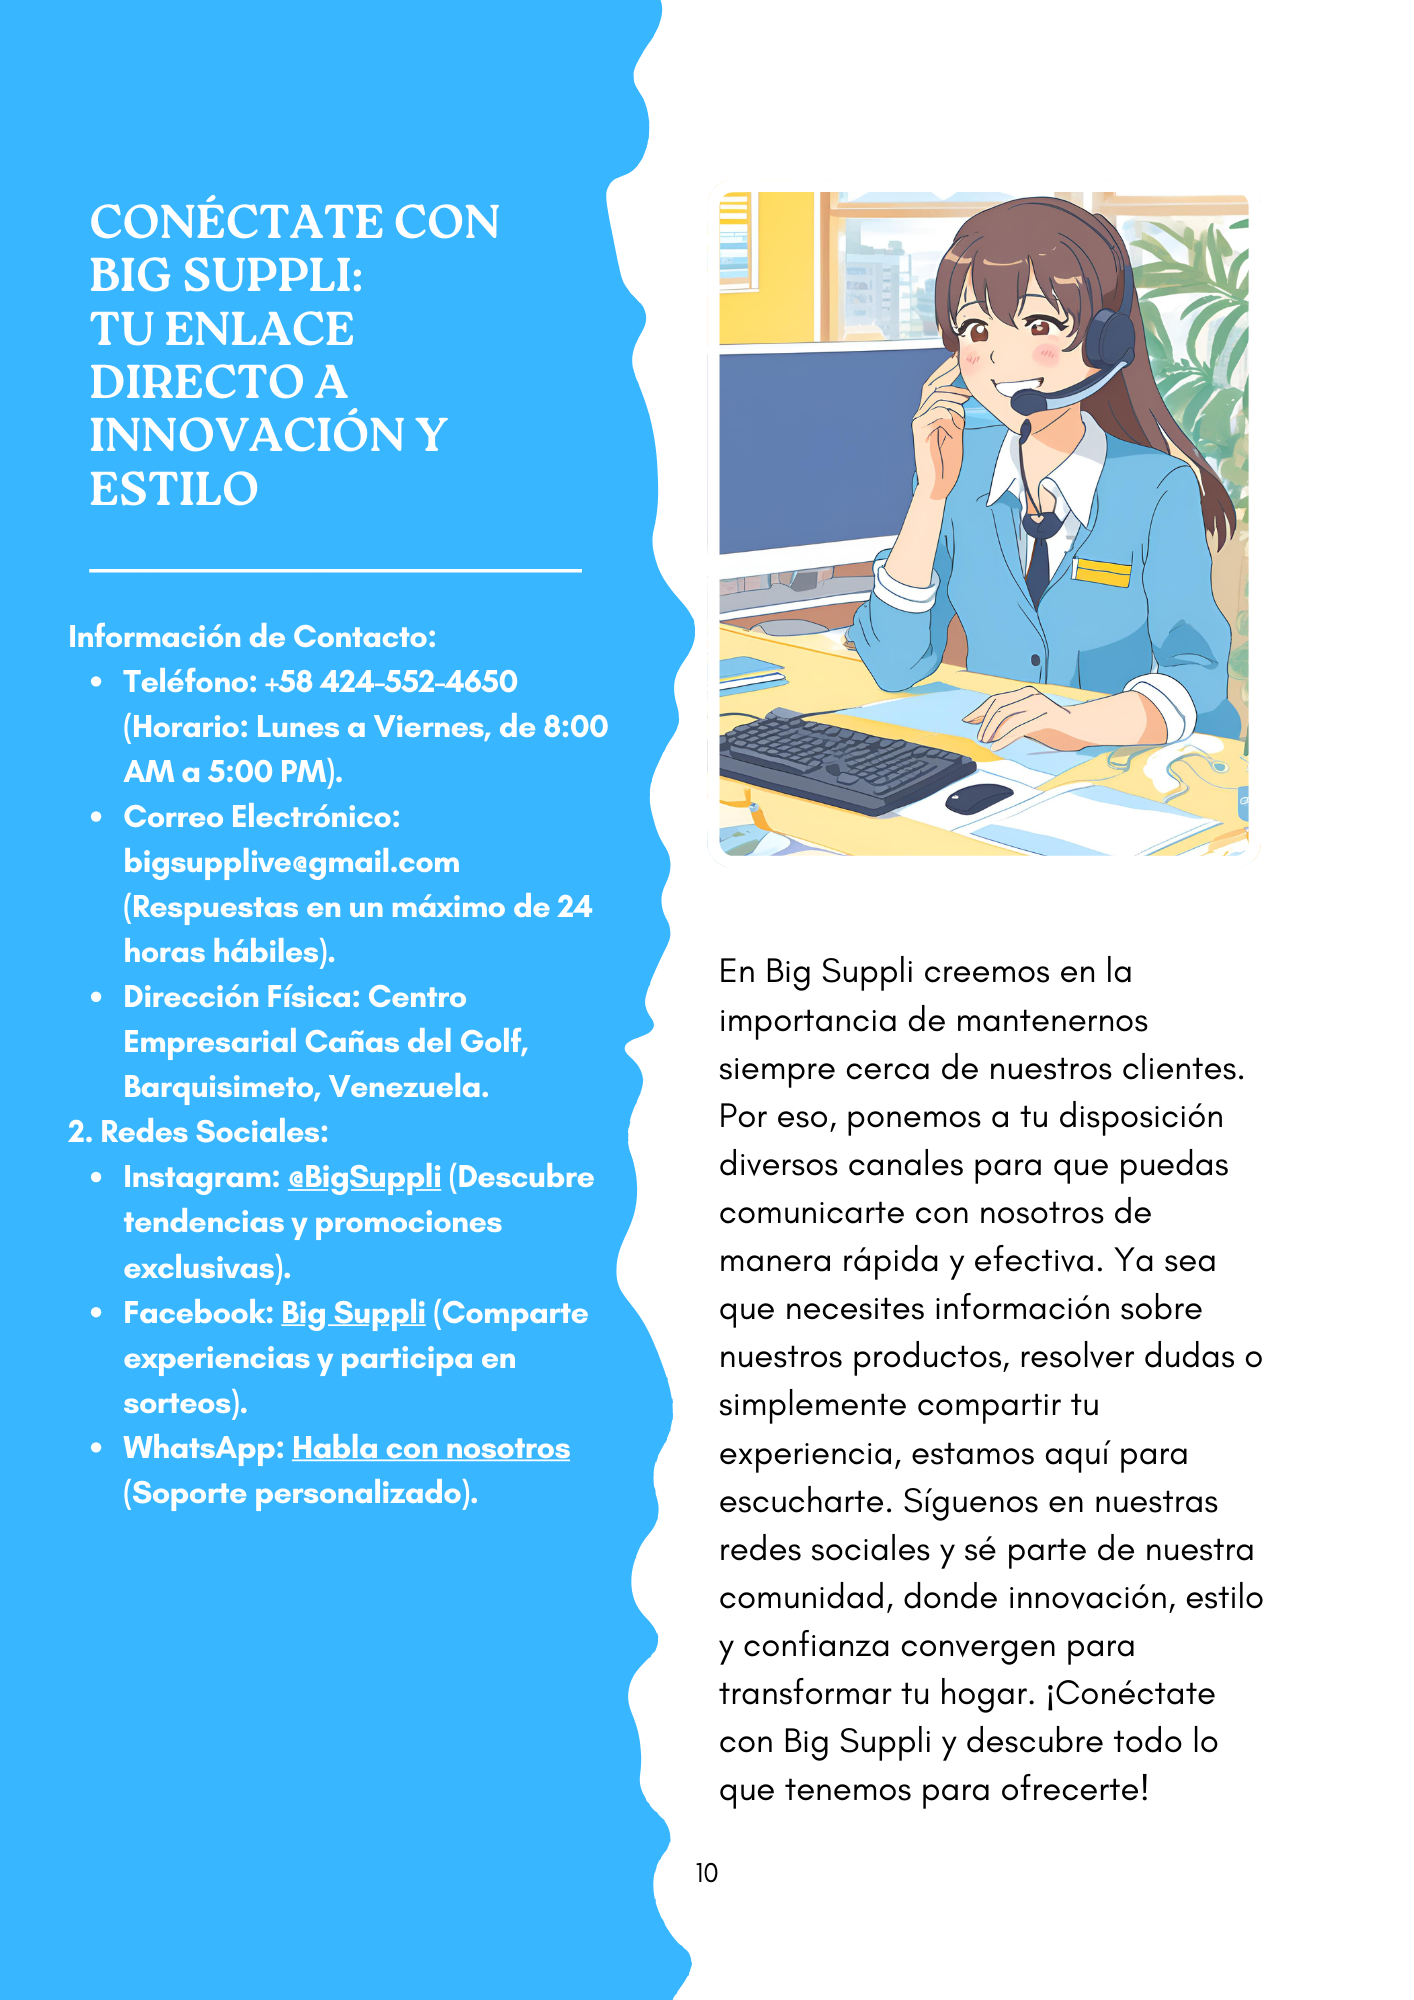 CONÉCTATE CON
BIG SUPPLI:
TU ENLACE
DIRECTO A
INNOVACIÓN Y
ESTILO
Información de Contacto:
• Teléfono: +58 424-552-4650
(Horario: Lunes a Viernes, de 8:00
AM a 5:00 PM).
• Correo Electrónico:
bigsupplive@gmail.com
(Respuestas en un máximo de 24
horas hábiles).
• Dirección Física: Centro
Empresarial Cañas del Golf,
Barquisimeto, Venezuela.
2. Redes Sociales:
• Instagram: @BigSuppli (Descubre
tendencias y promociones
exclusivas).
• Facebook: Big Suppli (Comparte
experiencias y participa en
sorteos).
• WhatsApp: Habla con nosotros
(Soporte personalizado).
En Big Suppli creemos en la
importancia de mantenernos
siempre cerca de nuestros clientes.
Por eso, ponemos a tu disposición
diversos canales para que puedas
comunicarte con nosotros de
manera rápida y efectiva. Ya sea
que necesites información sobre
nuestros productos, resolver dudas o
simplemente compartir tu
experiencia, estamos aquí para
escucharte. Síguenos en nuestras
redes sociales y sé parte de nuestra
comunidad, donde innovación, estilo
y confianza convergen para
transformar tu hogar. ¡Conéctate
con Big Suppli y descubre todo lo
que tenemos para ofrecerte!
10